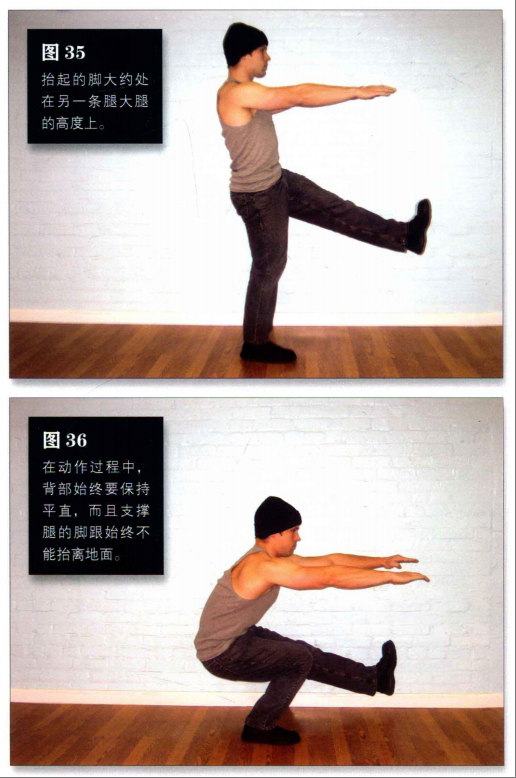 图 35
抬起的脚大约处
在另一条腿大腿
的高度上。
图 36
在动作过程中，
背部始终要保持
平直，而且支撑
腿的脚跟始终不
能抬离地面。